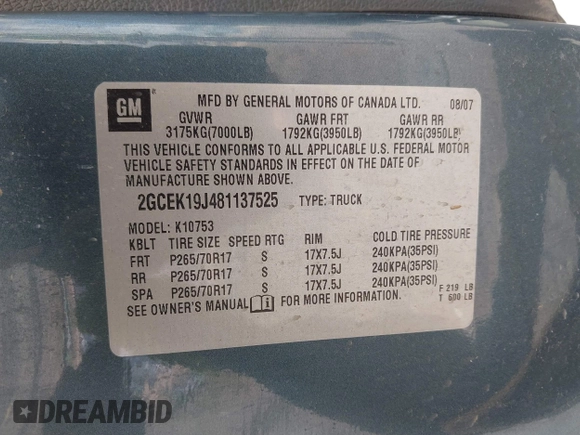 GM
MFD BY GENERAL MOTORS OF CANADA LTD. 08/07
GVWR GAWR FRT GAWR RR
3175KG(7000LB) 1792KG(3950LB) 1792KG(3950LB)
THIS VEHICLE CONFORMS TO ALL APPLICABLE U.S. FEDERAL MOTOR
VEHICLE SAFETY STANDARDS IN EFFECT ON THE DATE OF
MANUFACTURE SHOWN ABOVE.
2GCEK19J481137525 TYPE: TRUCK
MODEL: K10753
KBLT TIRE SIZE SPEED RTG RIM COLD TIRE PRESSURE
FRT P265/70R17 S 17X7.5J 240KPA(35PSI)
RR P265/70R17 S 17X7.5J 240KPA(35PSI)
SPA P265/70R17 S 17X7.5J 240KPA(35PSI)
F 219 LB
SEE OWNER'S MANUAL FOR MORE INFORMATION. T 600 LB
DREAMBID